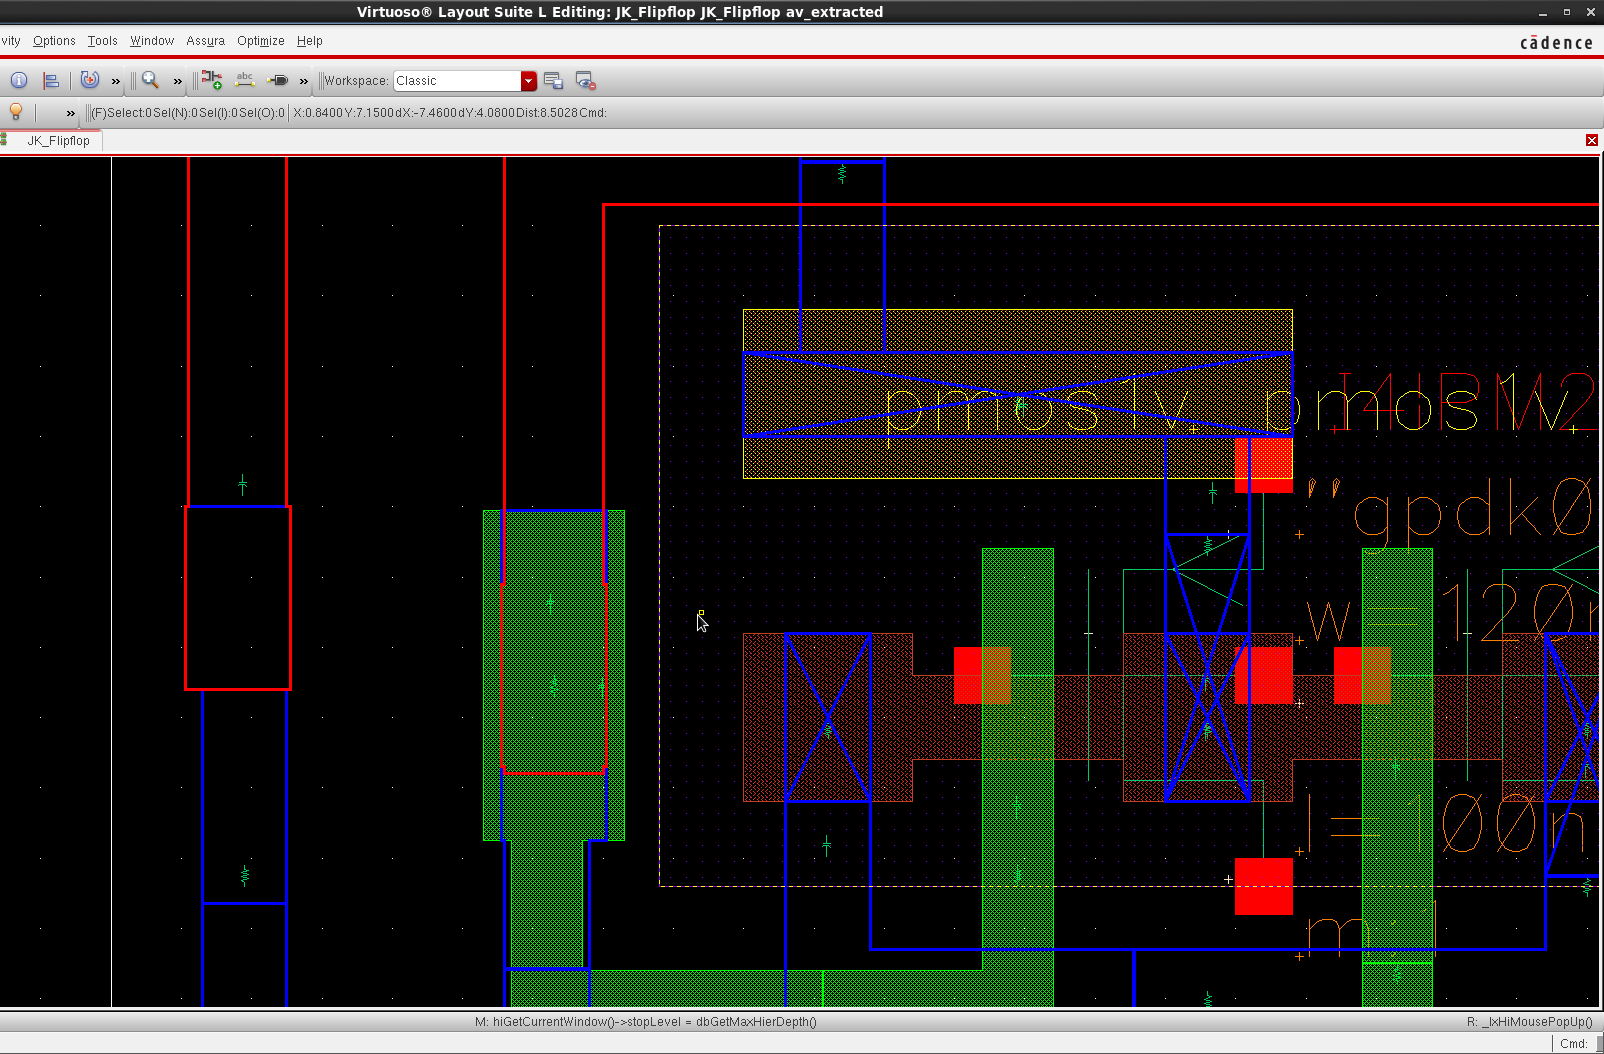 Virtuoso® Layout Suite L Editing: JK_Flipflop JK_Flipflop av_extracted
vity Options Tools Window Assura Optimize Help
cādence
» » abc » Workspace: Classic
» (F)Select:0 Sel(N):0 Sel(I):0 Sel(O):0 X:0.8400 Y:7.1500 dX:-7.4600 dY:4.0800 Dist:8.5028 Cmd:
JK_Flipflop
pmos1v pmos1v
"gpdk0
w=120n
l=100n
m:
M: hiGetCurrentWindow()->stopLevel = dbGetMaxHierDepth() R: _lxHiMousePopUp()
Cmd: